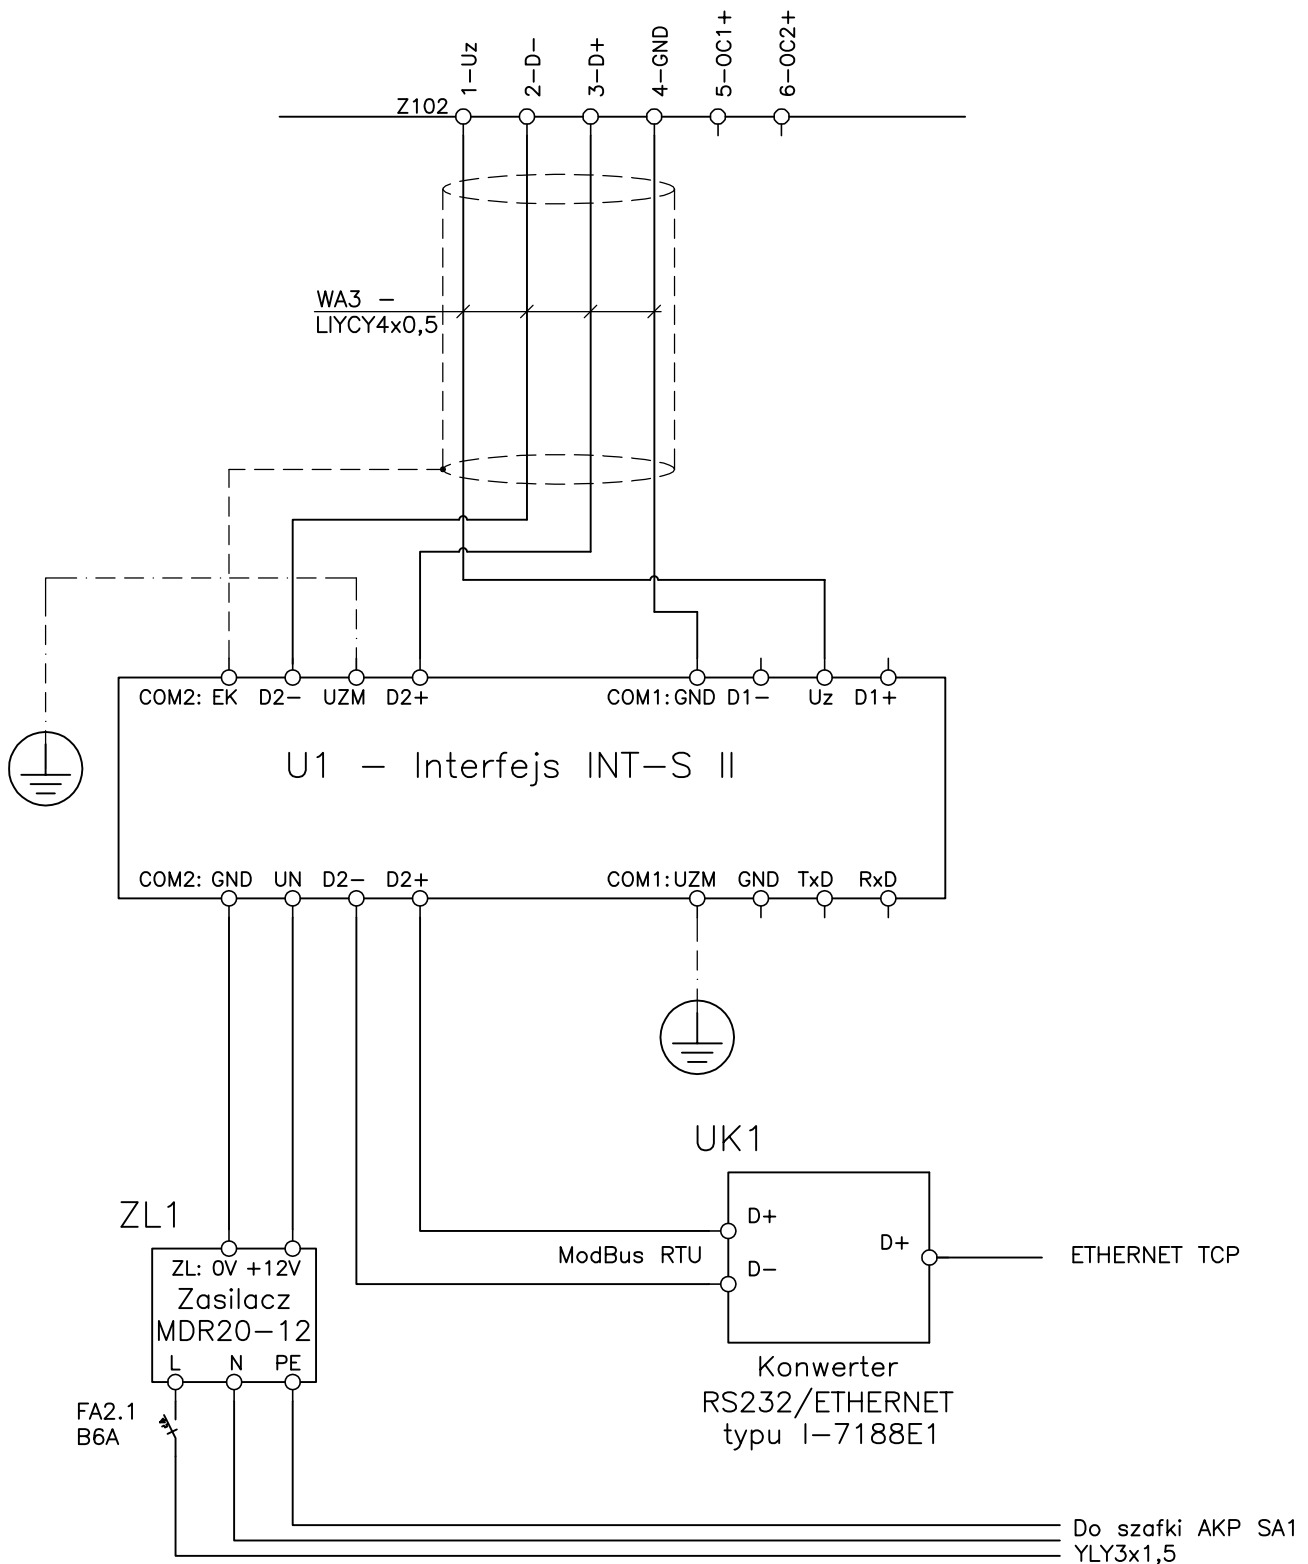 1-Uz
2-D-
3-D+
4-GND
5-OC1+
6-OC2+
Z102
WA3 -
LIYCY4x0,5
COM2: EK D2- UZM D2+ COM1: GND D1- Uz D1+
U1 - Interfejs INT-S II
COM2: GND UN D2- D2+ COM1: UZM GND TxD RxD
UK1
ZL1
D+
D+
ModBus RTU
D-
ETHERNET TCP
ZL: 0V +12V
Zasilacz
MDR20-12
L N PE
Konwerter
RS232/ETHERNET
typu I-7188E1
FA2.1
B6A
Do szafki AKP SA1
YLY3x1,5